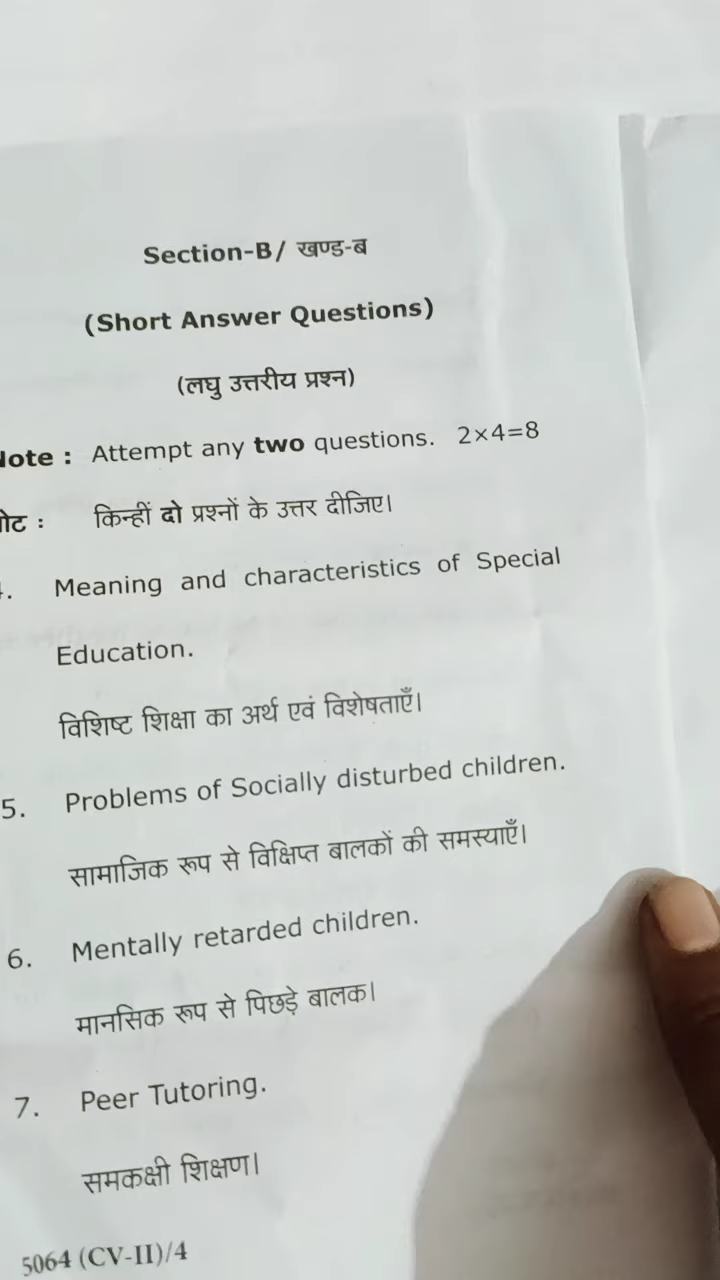 Section-B/ खण्ड-ब
(Short Answer Questions)
(लघु उत्तरीय प्रश्न)
Note : Attempt any two questions. 2×4=8
नोट : किन्हीं दो प्रश्नों के उत्तर दीजिए।
4. Meaning and characteristics of Special
Education.
विशिष्ट शिक्षा का अर्थ एवं विशेषताएँ।
5. Problems of Socially disturbed children.
सामाजिक रूप से विक्षिप्त बालकों की समस्याएँ।
6. Mentally retarded children.
मानसिक रूप से पिछड़े बालक।
7. Peer Tutoring.
समकक्षी शिक्षण।
5064 (CV-II)/4